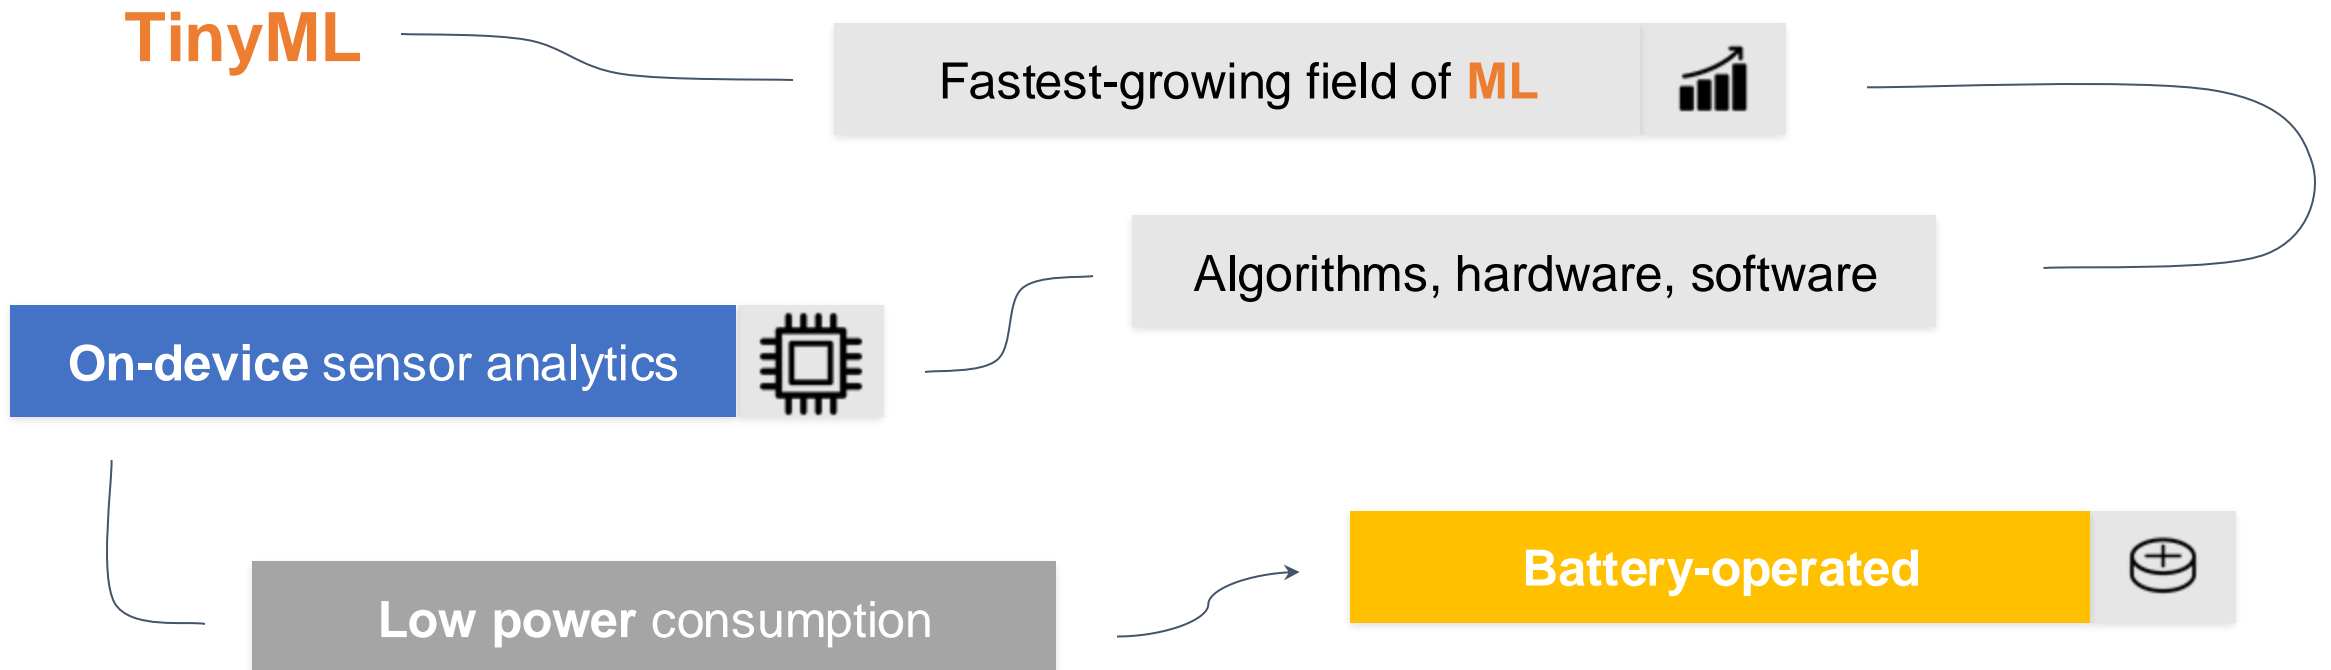 TinyML
Fastest-growing field of ML
Algorithms, hardware, software
On-device sensor analytics
Low power consumption
Battery-operated